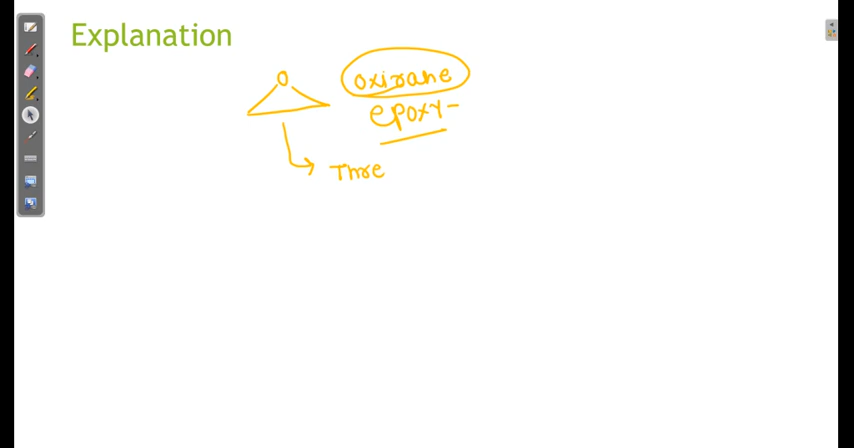 Explanation
O
oxirane
epoxy-
Thre